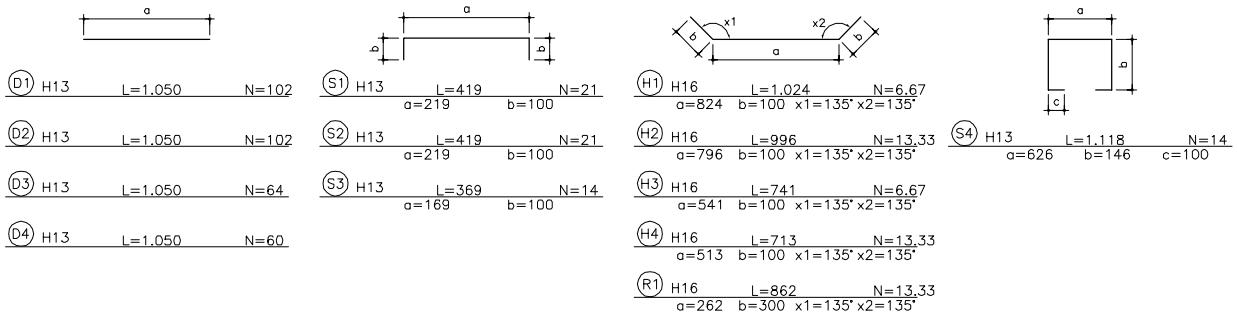 a
b b
D1 H13 L=1.050 N=102
D2 H13 L=1.050 N=102
D3 H13 L=1.050 N=64
D4 H13 L=1.050 N=60
a
S1 H13 L=419 N=21
a=219 b=100
S2 H13 L=419 N=21
a=219 b=100
S3 H13 L=369 N=14
a=169 b=100
x1 x2
b b
a
H1 H16 L=1.024 N=6.67
a=824 b=100 x1=135° x2=135°
H2 H16 L=996 N=13.33
a=796 b=100 x1=135° x2=135°
H3 H16 L=741 N=6.67
a=541 b=100 x1=135° x2=135°
H4 H16 L=713 N=13.33
a=513 b=100 x1=135° x2=135°
R1 H16 L=862 N=13.33
a=262 b=300 x1=135° x2=135°
a
b
c
S4 H13 L=1.118 N=14
a=626 b=146 c=100